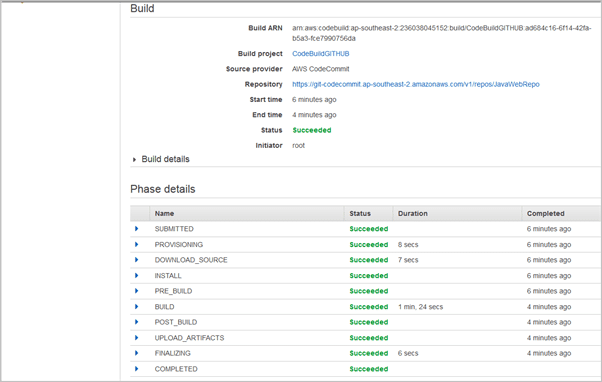 Build
Build ARN arn:aws:codebuild:ap-southeast-2:236038045152:build/CodeBuildGITHUB:ad684c16-6f14-42fa-
b5a3-fce7990756da
Build project CodeBuildGITHUB
Source provider AWS CodeCommit
Repository https://git-codecommit.ap-southeast-2.amazonaws.com/v1/repos/JavaWebRepo
Start time 6 minutes ago
End time 4 minutes ago
Status Succeeded
Initiator root
Build details
Phase details
Name Status Duration Completed
SUBMITTED Succeeded 6 minutes ago
PROVISIONING Succeeded 8 secs 6 minutes ago
DOWNLOAD_SOURCE Succeeded 7 secs 6 minutes ago
INSTALL Succeeded 6 minutes ago
PRE_BUILD Succeeded 6 minutes ago
BUILD Succeeded 1 min, 24 secs 4 minutes ago
POST_BUILD Succeeded 4 minutes ago
UPLOAD_ARTIFACTS Succeeded 4 minutes ago
FINALIZING Succeeded 6 secs 4 minutes ago
COMPLETED Succeeded 4 minutes ago